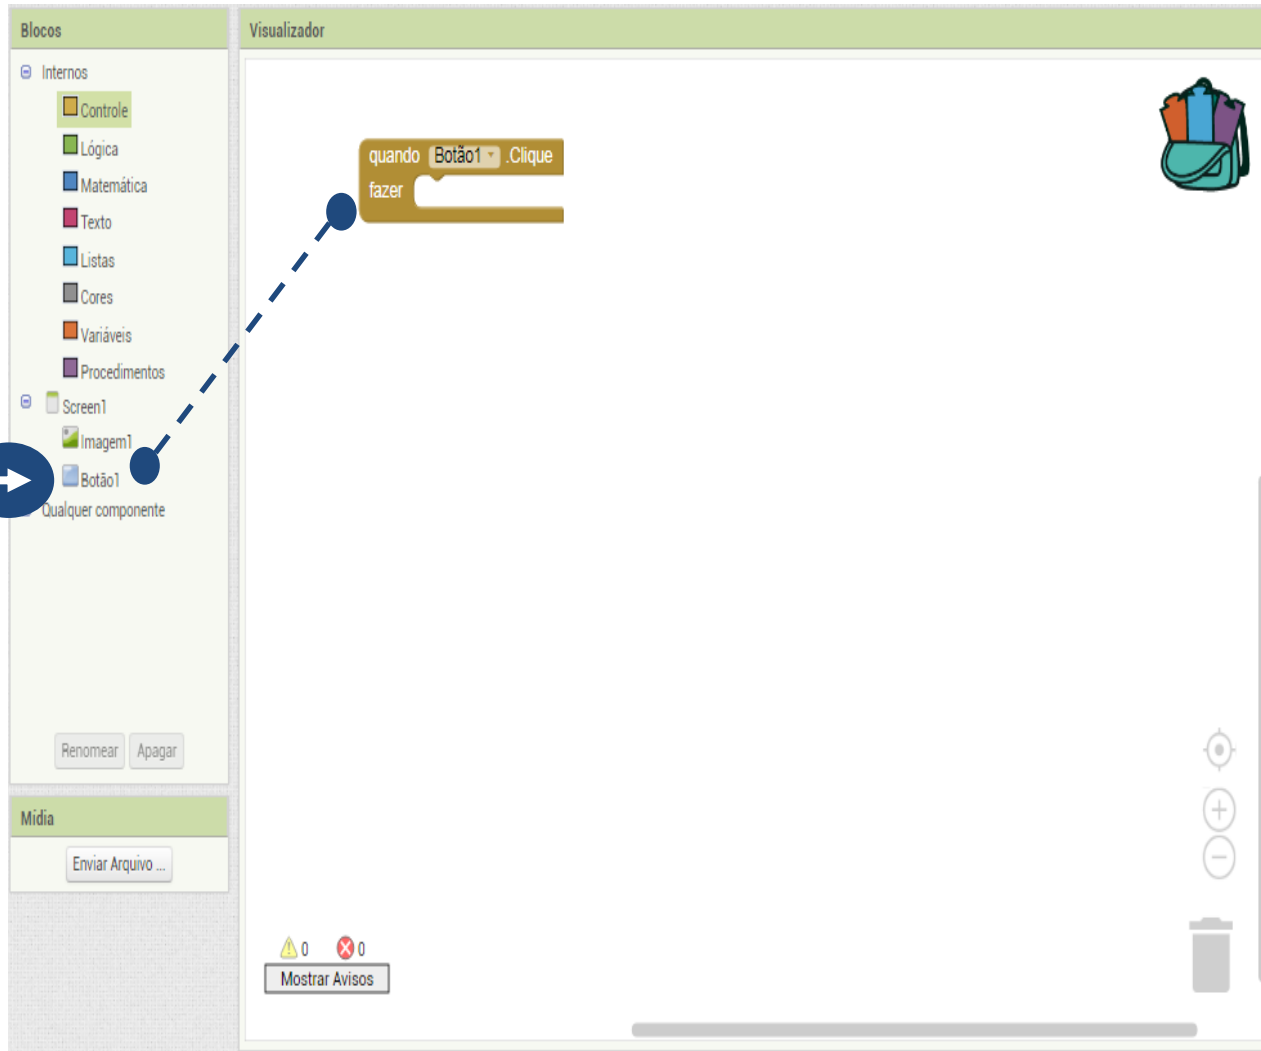 Blocos
Internos
Controle
Lógica
Matemática
Texto
Listas
Cores
Variáveis
Procedimentos
Screen1
Imagem1
Botão1
Qualquer componente
Renomear Apagar
Mídia
Enviar Arquivo ...
Visualizador
quando Botão1 .Clique
fazer
0 0
Mostrar Avisos